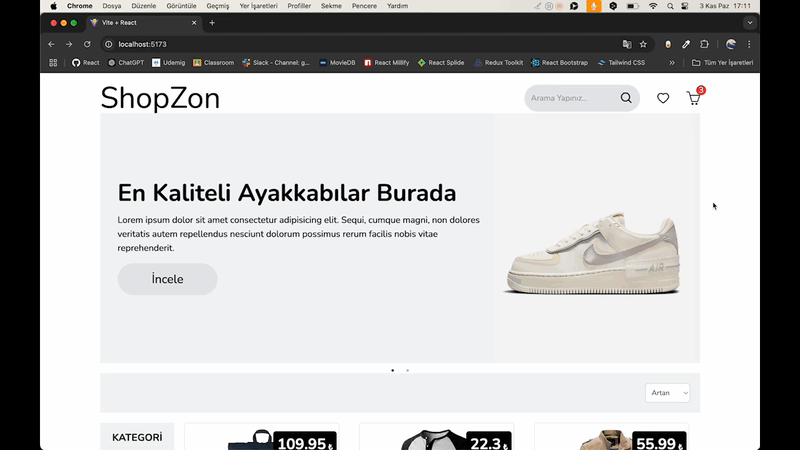 Chrome Dosya Düzenle Görüntüle Geçmiş Yer İşaretleri Profiller Sekme Pencere Yardım 3 Kas Paz 17:11
Vite + React
localhost:5173
React ChatGPT Udemig Classroom Slack - Channel: g... MovieDB React Millify React Splide Redux Toolkit React Bootstrap Tailwind CSS » Tüm Yer İşaretleri
ShopZon
Arama Yapınız...
3
En Kaliteli Ayakkabılar Burada
Lorem ipsum dolor sit amet consectetur adipisicing elit. Sequi, cumque magni, non dolores
veritatis autem repellendus nesciunt dolorum possimus rerum facilis nobis vitae
reprehenderit.
İncele
AIR
Artan
KATEGORİ
109.95 ₺
22.3 ₺
55.99 ₺